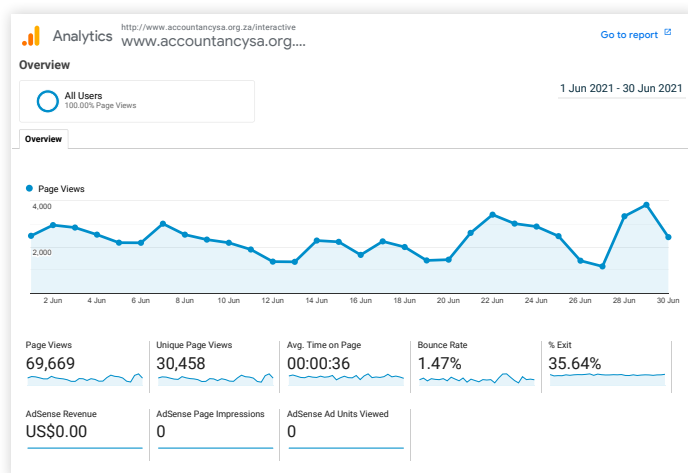 Analytics
http://www.accountancysa.org.za/interactive
www.accountancysa.org....
Go to report
Overview
All Users
100.00% Page Views
1 Jun 2021 - 30 Jun 2021
Overview
Page Views
4,000
2,000
2 Jun 4 Jun 6 Jun 8 Jun 10 Jun 12 Jun 14 Jun 16 Jun 18 Jun 20 Jun 22 Jun 24 Jun 26 Jun 28 Jun 30 Jun
Page Views Unique Page Views Avg. Time on Page Bounce Rate % Exit
69,669 30,458 00:00:36 1.47% 35.64%
AdSense Revenue AdSense Page Impressions AdSense Ad Units Viewed
US$0.00 0 0